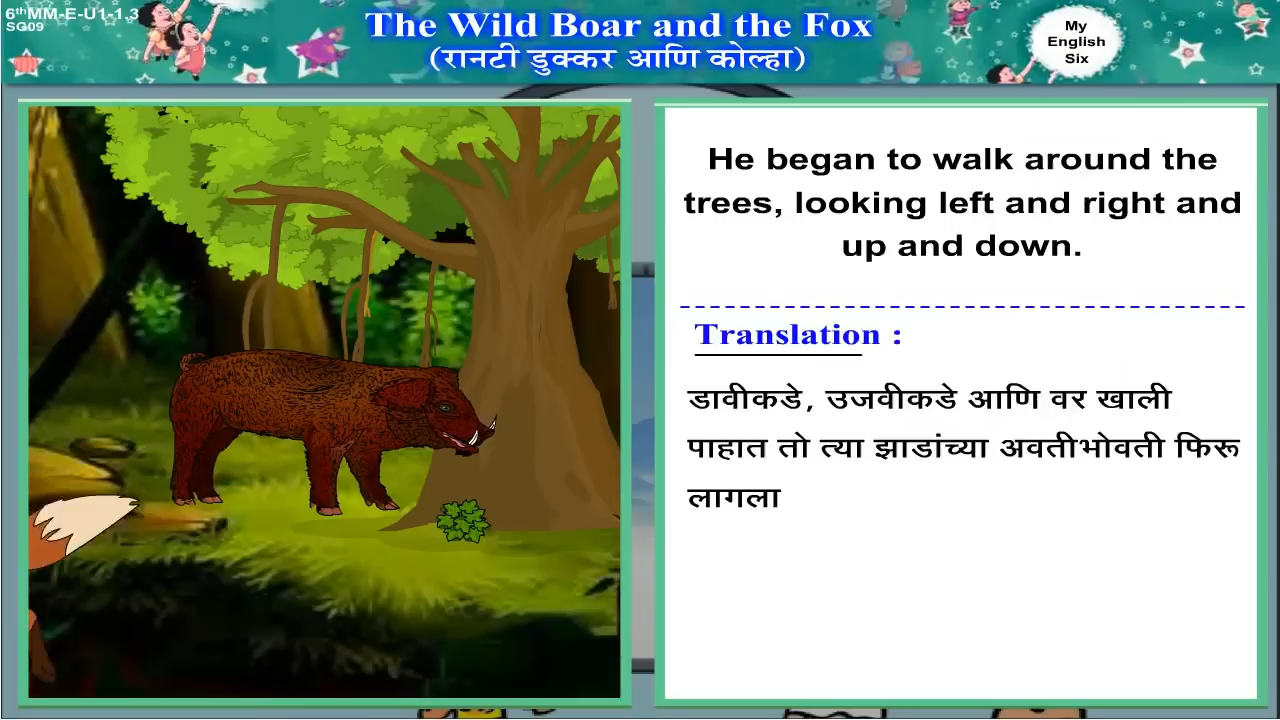 6thMM-E-U1-1.3
SG09
The Wild Boar and the Fox
(रानटी डुक्कर आणि कोल्हा)
My
English
Six
He began to walk around the
trees, looking left and right and
up and down.
Translation :
डावीकडे, उजवीकडे आणि वर खाली
पाहात तो त्या झाडांच्या अवतीभोवती फिरू
लागला